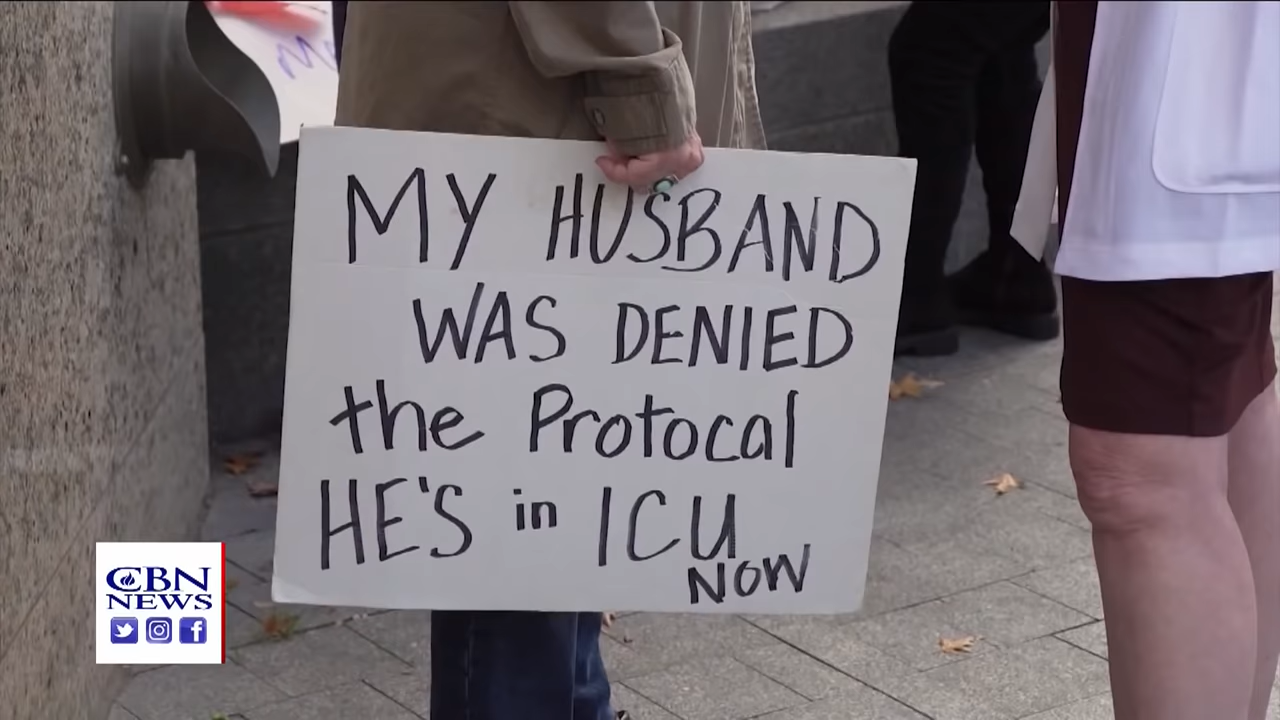 MY HUSBAND
WAS DENIED
the Protocal
HE'S in ICU
NOW
CBN
NEWS